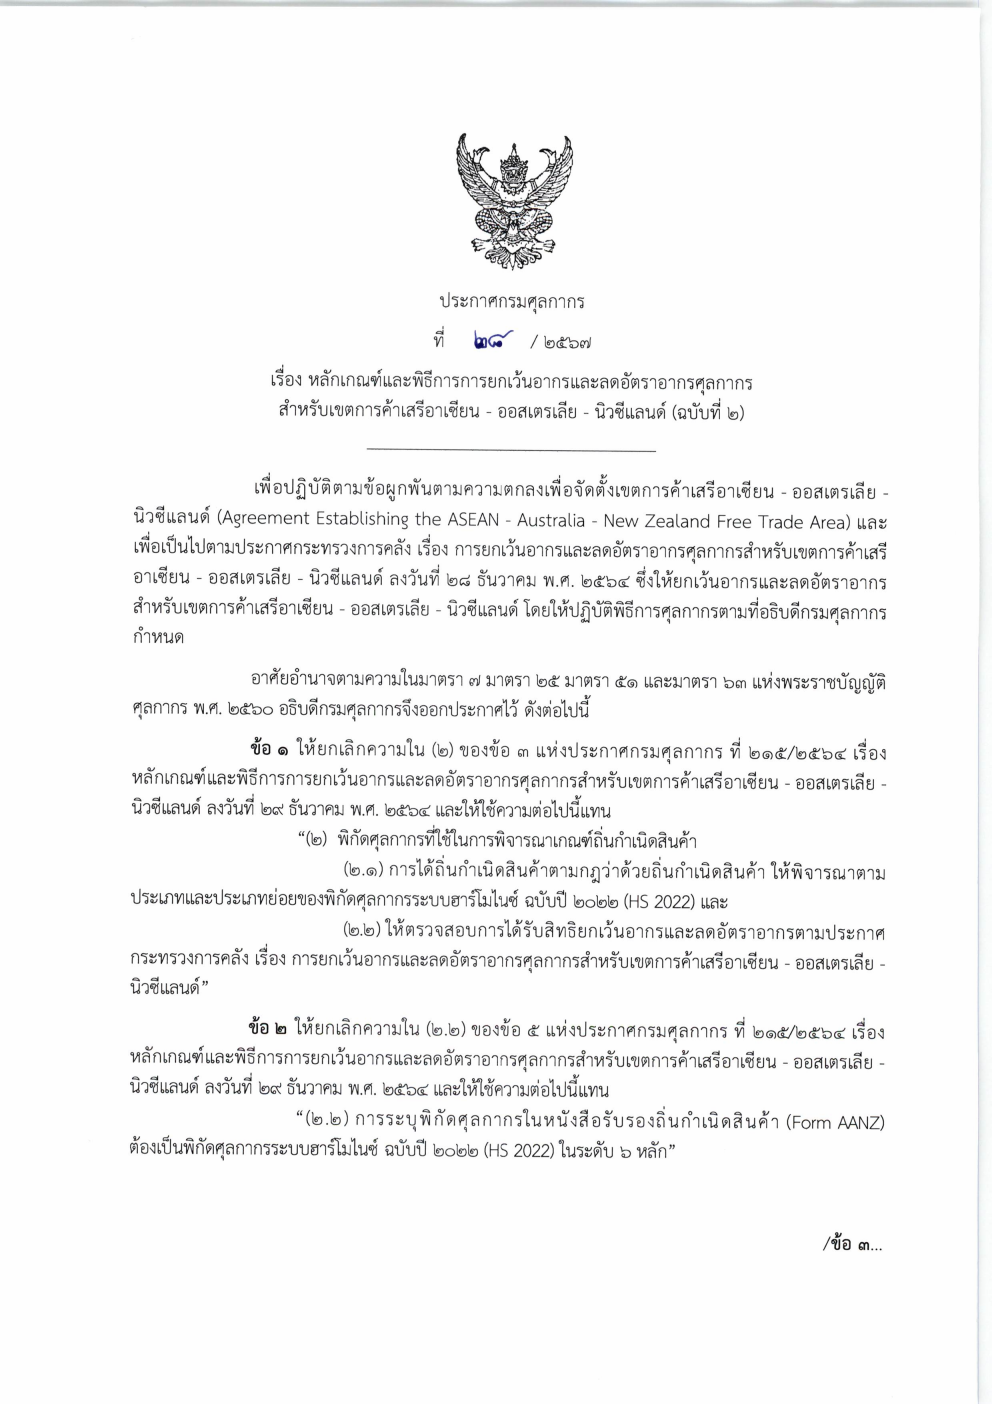 ประกาศกรมศุลกากร
ที่ ๒๘ / ๒๕๖๗
เรื่อง หลักเกณฑ์และพิธีการการยกเว้นอากรและลดอัตราอากรศุลกากร
สำหรับเขตการค้าเสรีอาเซียน - ออสเตรเลีย - นิวซีแลนด์ (ฉบับที่ ๒)
เพื่อปฏิบัติตามข้อผูกพันตามความตกลงเพื่อจัดตั้งเขตการค้าเสรีอาเซียน - ออสเตรเลีย -
นิวซีแลนด์ (Agreement Establishing the ASEAN - Australia - New Zealand Free Trade Area) และ
เพื่อเป็นไปตามประกาศกระทรวงการคลัง เรื่อง การยกเว้นอากรและลดอัตราอากรศุลกากรสำหรับเขตการค้าเสรี
อาเซียน - ออสเตรเลีย - นิวซีแลนด์ ลงวันที่ ๒๘ ธันวาคม พ.ศ. ๒๕๖๔ ซึ่งให้ยกเว้นอากรและลดอัตราอากร
สำหรับเขตการค้าเสรีอาเซียน - ออสเตรเลีย - นิวซีแลนด์ โดยให้ปฏิบัติพิธีการศุลกากรตามที่อธิบดีกรมศุลกากร
กำหนด
อาศัยอำนาจตามความในมาตรา ๗ มาตรา ๒๕ มาตรา ๕๑ และมาตรา ๖๓ แห่งพระราชบัญญัติ
ศุลกากร พ.ศ. ๒๕๖๐ อธิบดีกรมศุลกากรจึงออกประกาศไว้ ดังต่อไปนี้
ข้อ ๑ ให้ยกเลิกความใน (๒) ของข้อ ๓ แห่งประกาศกรมศุลกากร ที่ ๒๑๕/๒๕๖๔ เรื่อง
หลักเกณฑ์และพิธีการการยกเว้นอากรและลดอัตราอากรศุลกากรสำหรับเขตการค้าเสรีอาเซียน - ออสเตรเลีย -
นิวซีแลนด์ ลงวันที่ ๒๙ ธันวาคม พ.ศ. ๒๕๖๔ และให้ใช้ความต่อไปนี้แทน
“(๒) พิกัดศุลกากรที่ใช้ในการพิจารณาเกณฑ์ถิ่นกำเนิดสินค้า
(๒.๑) การได้ถิ่นกำเนิดสินค้าตามกฎว่าด้วยถิ่นกำเนิดสินค้า ให้พิจารณาตาม
ประเภทและประเภทย่อยของพิกัดศุลกากรระบบฮาร์โมไนซ์ ฉบับปี ๒๐๒๒ (HS 2022) และ
(๒.๒) ให้ตรวจสอบการได้รับสิทธิยกเว้นอากรและลดอัตราอากรตามประกาศ
กระทรวงการคลัง เรื่อง การยกเว้นอากรและลดอัตราอากรศุลกากรสำหรับเขตการค้าเสรีอาเซียน - ออสเตรเลีย -
นิวซีแลนด์”
ข้อ ๒ ให้ยกเลิกความใน (๒.๒) ของข้อ ๕ แห่งประกาศกรมศุลกากร ที่ ๒๑๕/๒๕๖๔ เรื่อง
หลักเกณฑ์และพิธีการการยกเว้นอากรและลดอัตราอากรศุลกากรสำหรับเขตการค้าเสรีอาเซียน - ออสเตรเลีย -
นิวซีแลนด์ ลงวันที่ ๒๙ ธันวาคม พ.ศ. ๒๕๖๔ และให้ใช้ความต่อไปนี้แทน
“(๒.๒) การระบุพิกัดศุลกากรในหนังสือรับรองถิ่นกำเนิดสินค้า (Form AANZ)
ต้องเป็นพิกัดศุลกากรระบบฮาร์โมไนซ์ ฉบับปี ๒๐๒๒ (HS 2022) ในระดับ ๖ หลัก”
/ข้อ ๓...